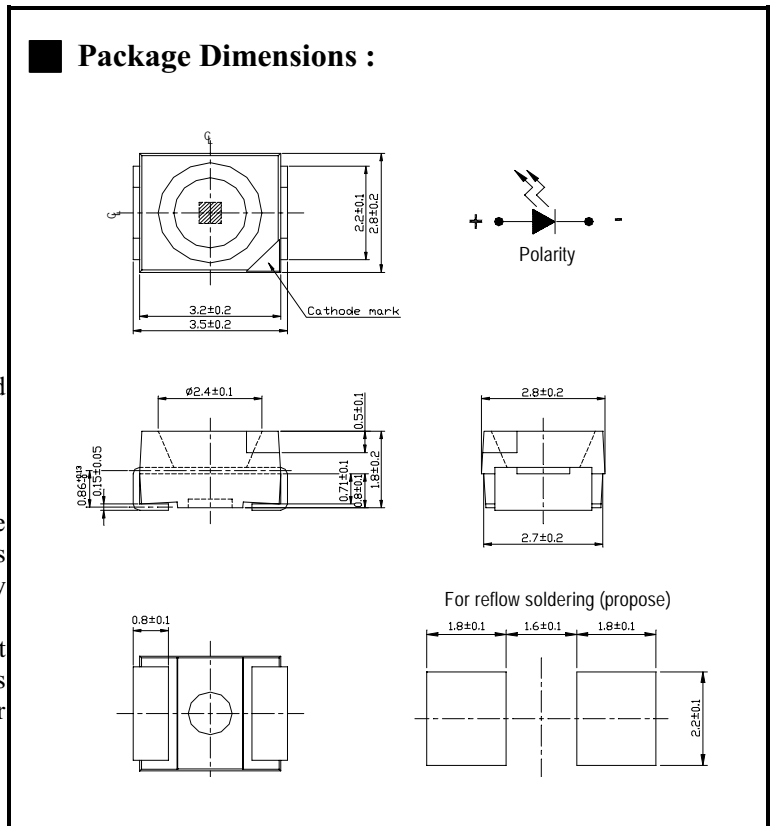 Package Dimensions :
2.2±0.1
2.8±0.2
3.2±0.2
3.5±0.2
Cathode mark
+
-
Polarity
ø2.4±0.1
0.5±0.1
1.8±0.2
0.71±0.1
0.8±0.1
0.15±0.05
2.8±0.2
2.7±0.2
0.8±0.1
For reflow soldering (propose)
1.8±0.1 1.6±0.1 1.8±0.1
2.2±0.1